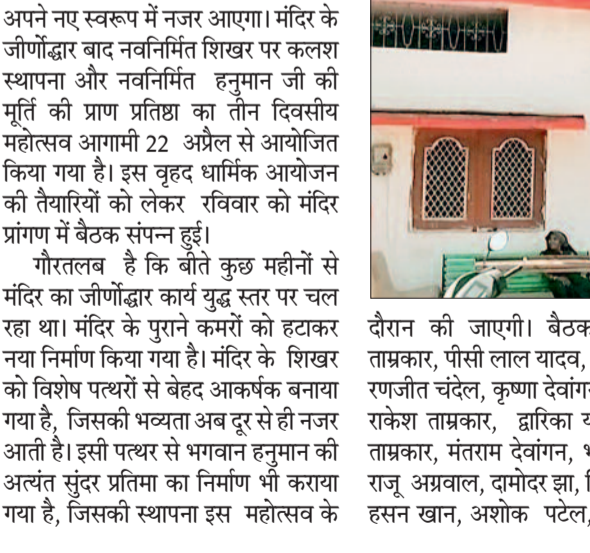 अपने नए स्वरूप में नजर आएगा। मंदिर के
जीर्णोद्धार बाद नवनिर्मित शिखर पर कलश
स्थापना और नवनिर्मित हनुमान जी की
मूर्ति की प्राण प्रतिष्ठा का तीन दिवसीय
महोत्सव आगामी 22 अप्रैल से आयोजित
किया गया है। इस वृहद धार्मिक आयोजन
की तैयारियों को लेकर रविवार को मंदिर
प्रांगण में बैठक संपन्न हुई।
गौरतलब है कि बीते कुछ महीनों से
मंदिर का जीर्णोद्धार कार्य युद्ध स्तर पर चल
रहा था। मंदिर के पुराने कमरों को हटाकर
नया निर्माण किया गया है। मंदिर के शिखर
को विशेष पत्थरों से बेहद आकर्षक बनाया
गया है, जिसकी भव्यता अब दूर से ही नजर
आती है। इसी पत्थर से भगवान हनुमान की
अत्यंत सुंदर प्रतिमा का निर्माण भी कराया
गया है, जिसकी स्थापना इस महोत्सव के
दौरान की जाएगी। बैठक
ताम्रकार, पीसी लाल यादव,
रणजीत चंदेल, कृष्णा देवांगन
राकेश ताम्रकार, द्वारिका
ताम्रकार, मंतराम देवांगन,
राजू अग्रवाल, दामोदर झा,
हसन खान, अशोक पटेल,